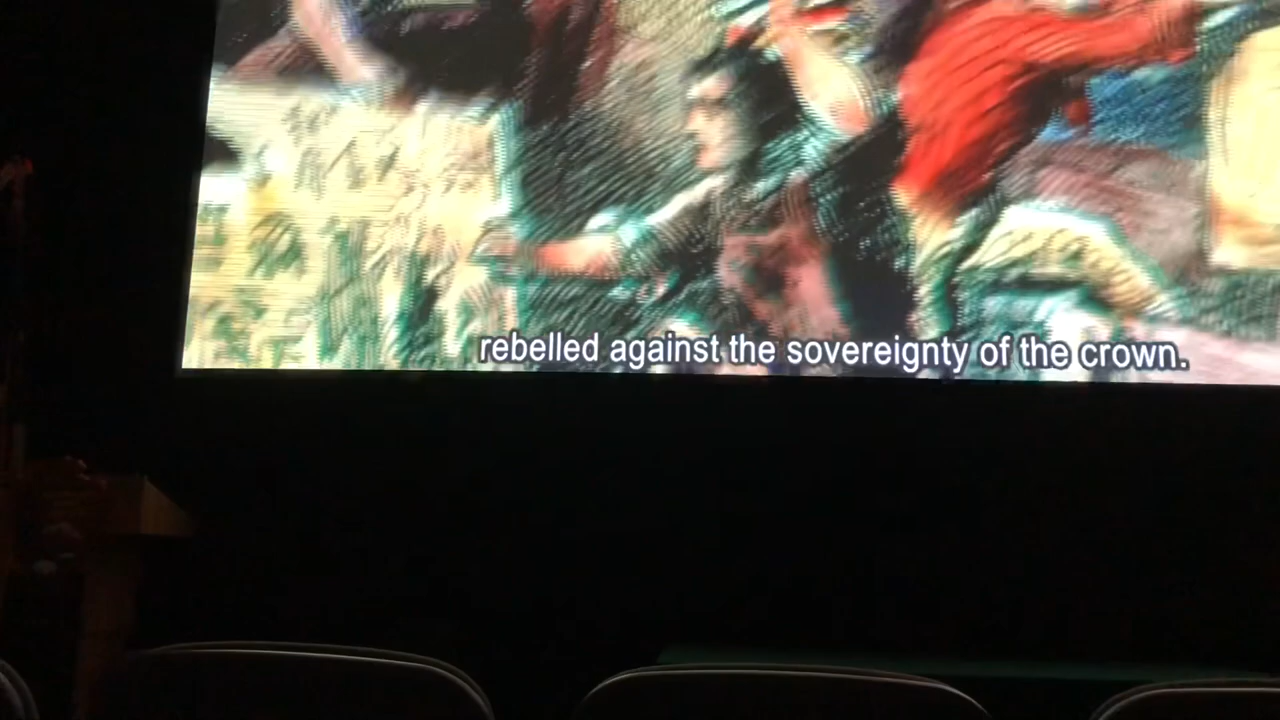 rebelled against the sovereignty of the crown.